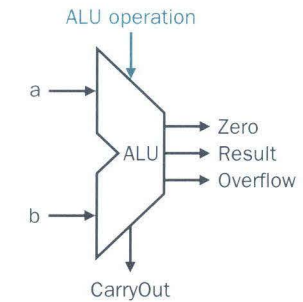 ALU operation
a
Zero
ALU
Result
Overflow
b
CarryOut